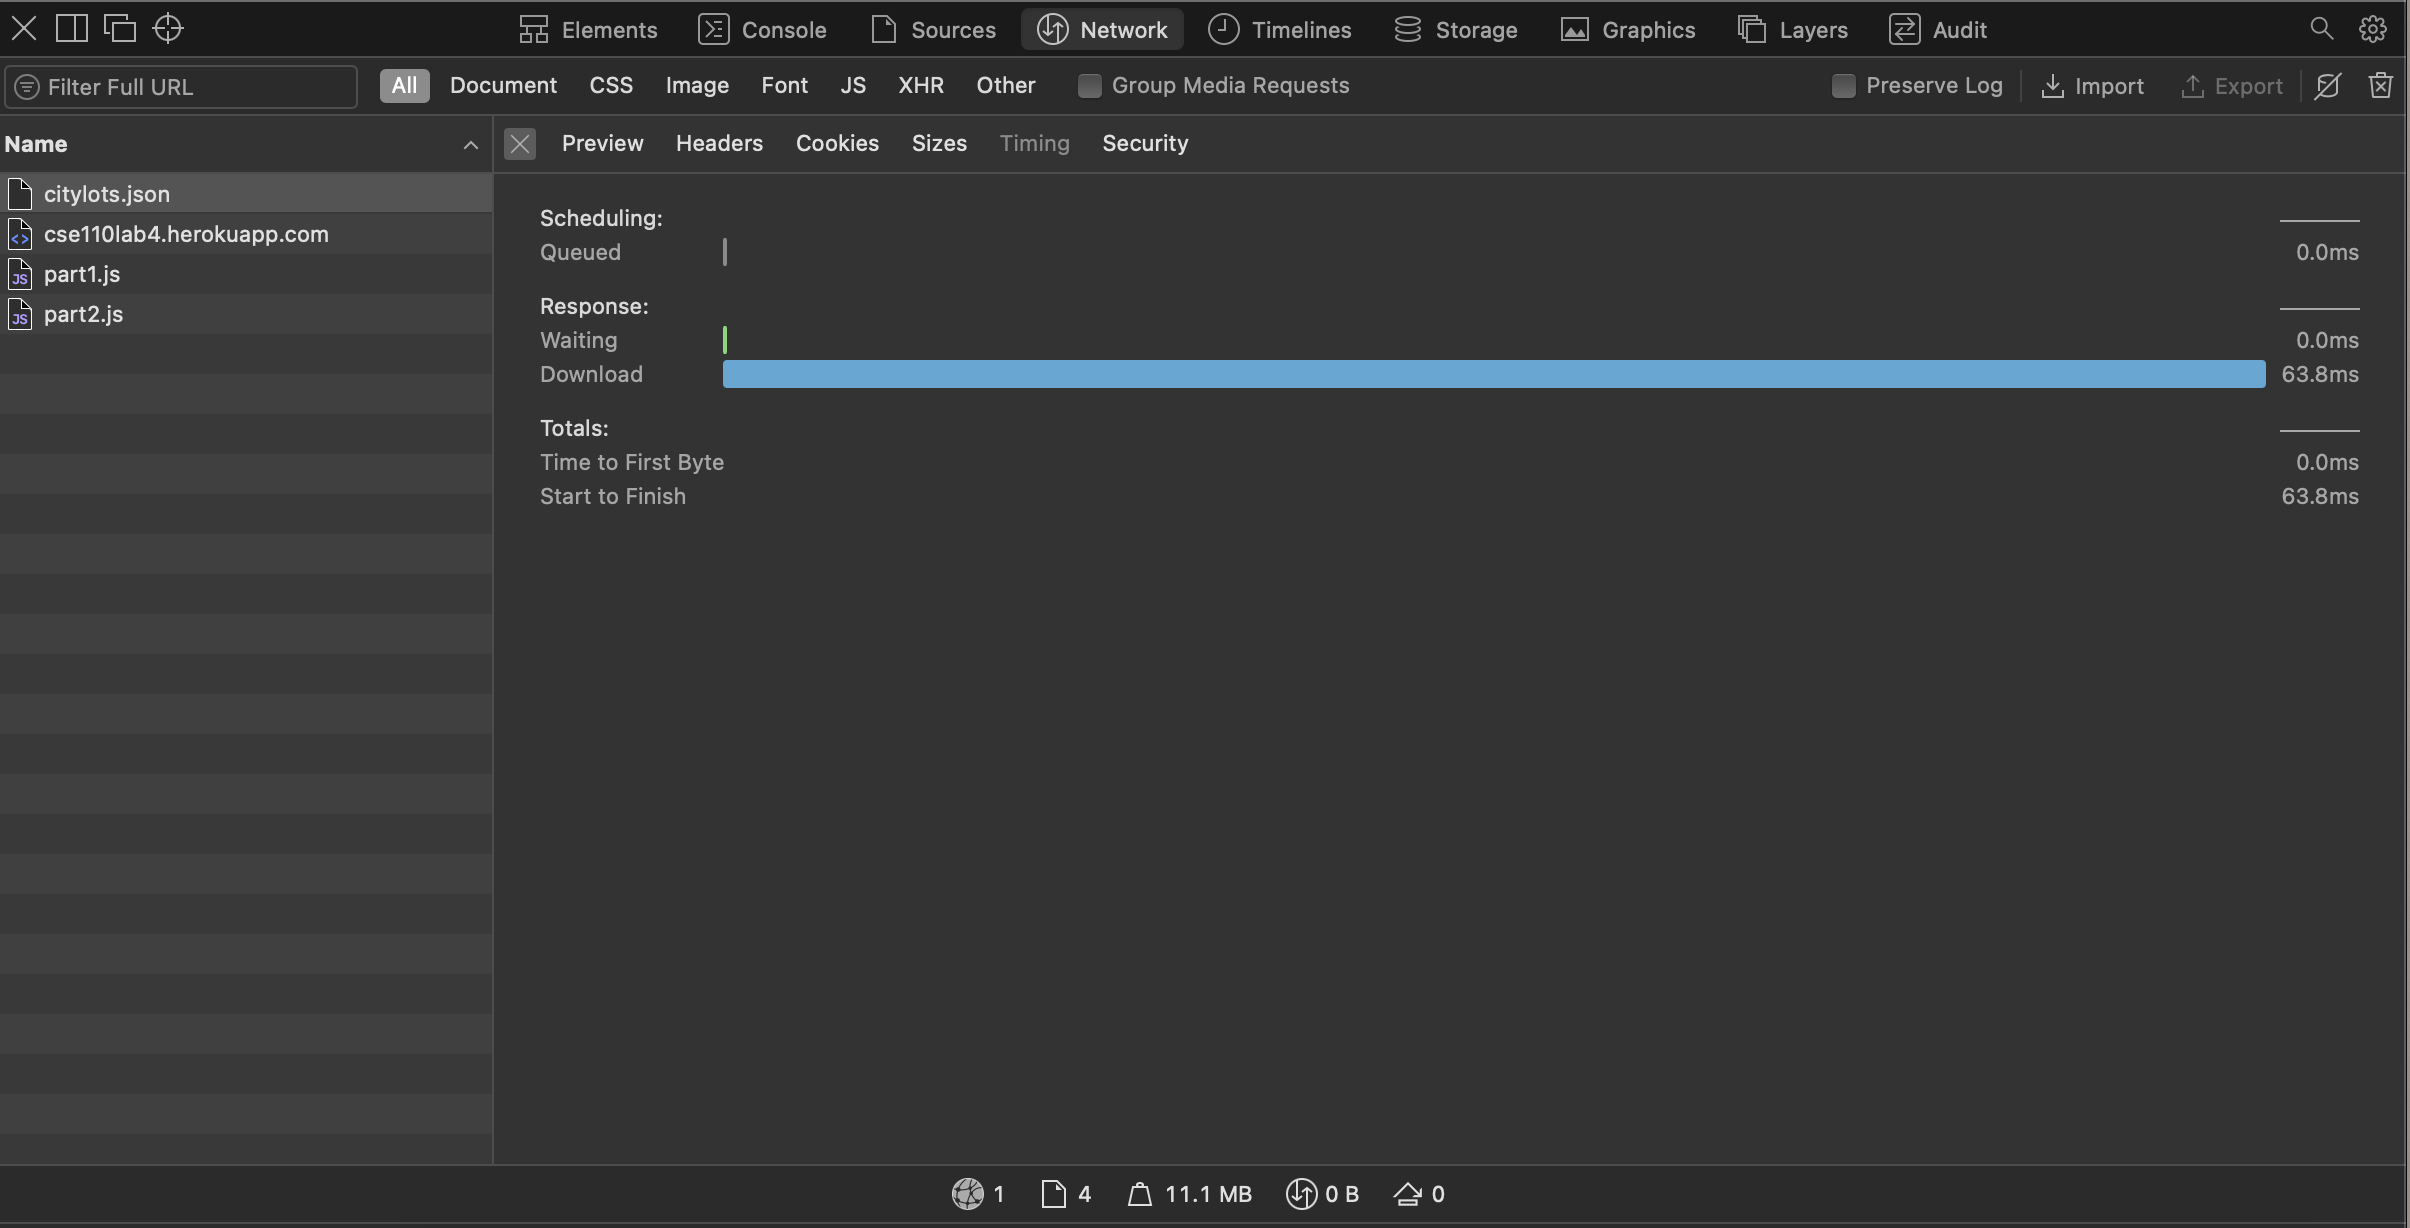 Elements Console Sources Network Timelines Storage Graphics Layers Audit
Filter Full URL All Document CSS Image Font JS XHR Other Group Media Requests Preserve Log Import Export
Name
Preview Headers Cookies Sizes Timing Security
citylots.json
cse110lab4.herokuapp.com
JS part1.js
JS part2.js
Scheduling:
Queued 0.0ms
Response:
Waiting 0.0ms
Download 63.8ms
Totals:
Time to First Byte 0.0ms
Start to Finish 63.8ms
1 4 11.1 MB 0 B 0